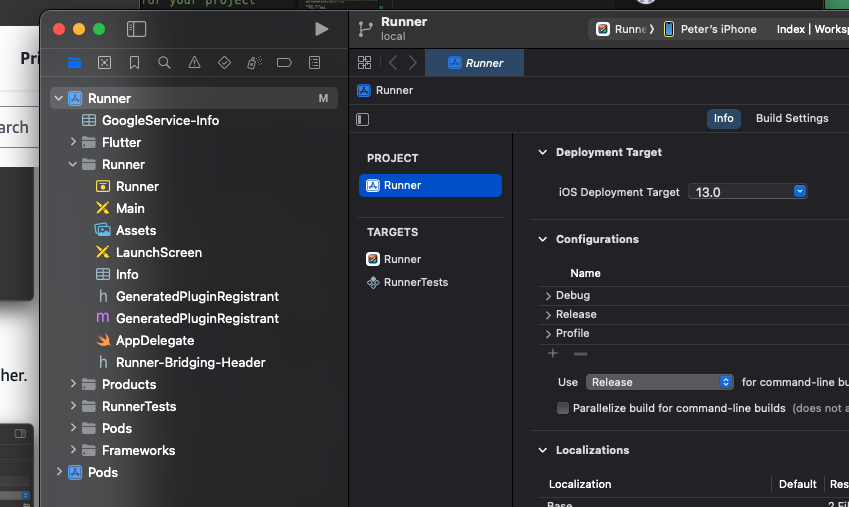 for your project
Runner
local
Runne
Peter's iPhone
Index | Worksp
Pri
arch
her.
Runner
M
GoogleService-Info
Flutter
Runner
Runner
Main
Assets
LaunchScreen
Info
h GeneratedPluginRegistrant
m GeneratedPluginRegistrant
AppDelegate
h Runner-Bridging-Header
Products
RunnerTests
Pods
Frameworks
Pods
Runner
Runner
Info
Build Settings
PROJECT
Runner
TARGETS
Runner
RunnerTests
Deployment Target
iOS Deployment Target 13.0
Configurations
Name
Debug
Release
Profile
Use Release for command-line bu
Parallelize build for command-line builds (does not a
Localizations
Localization Default Res
Base 2 Fil